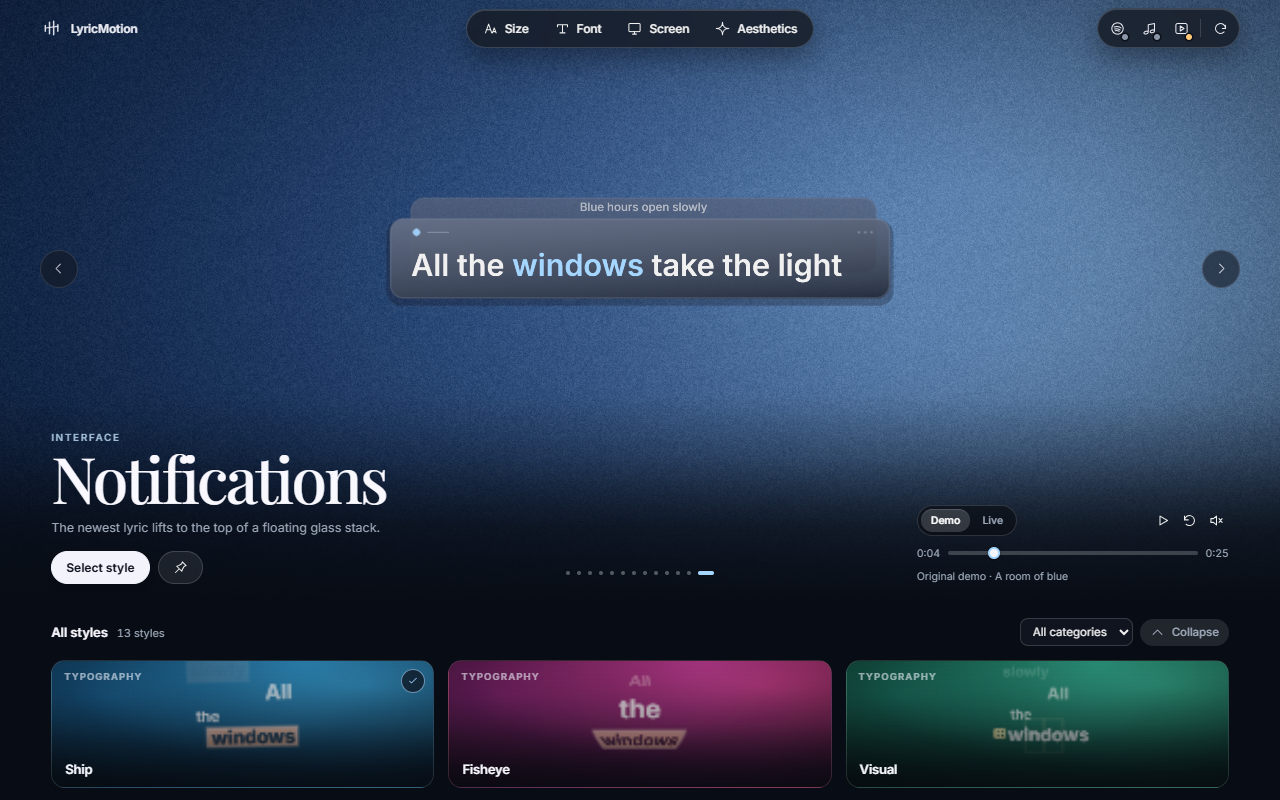 LyricMotion
Size
Font
Screen
Aesthetics
Blue hours open slowly
All the windows take the light
INTERFACE
Notifications
The newest lyric lifts to the top of a floating glass stack.
Select style
Demo
Live
0:04
0:25
Original demo · A room of blue
All styles
13 styles
All categories
Collapse
TYPOGRAPHY
All
the
windows
Ship
TYPOGRAPHY
All
the
windows
Fisheye
TYPOGRAPHY
slowly
All
the
windows
Visual